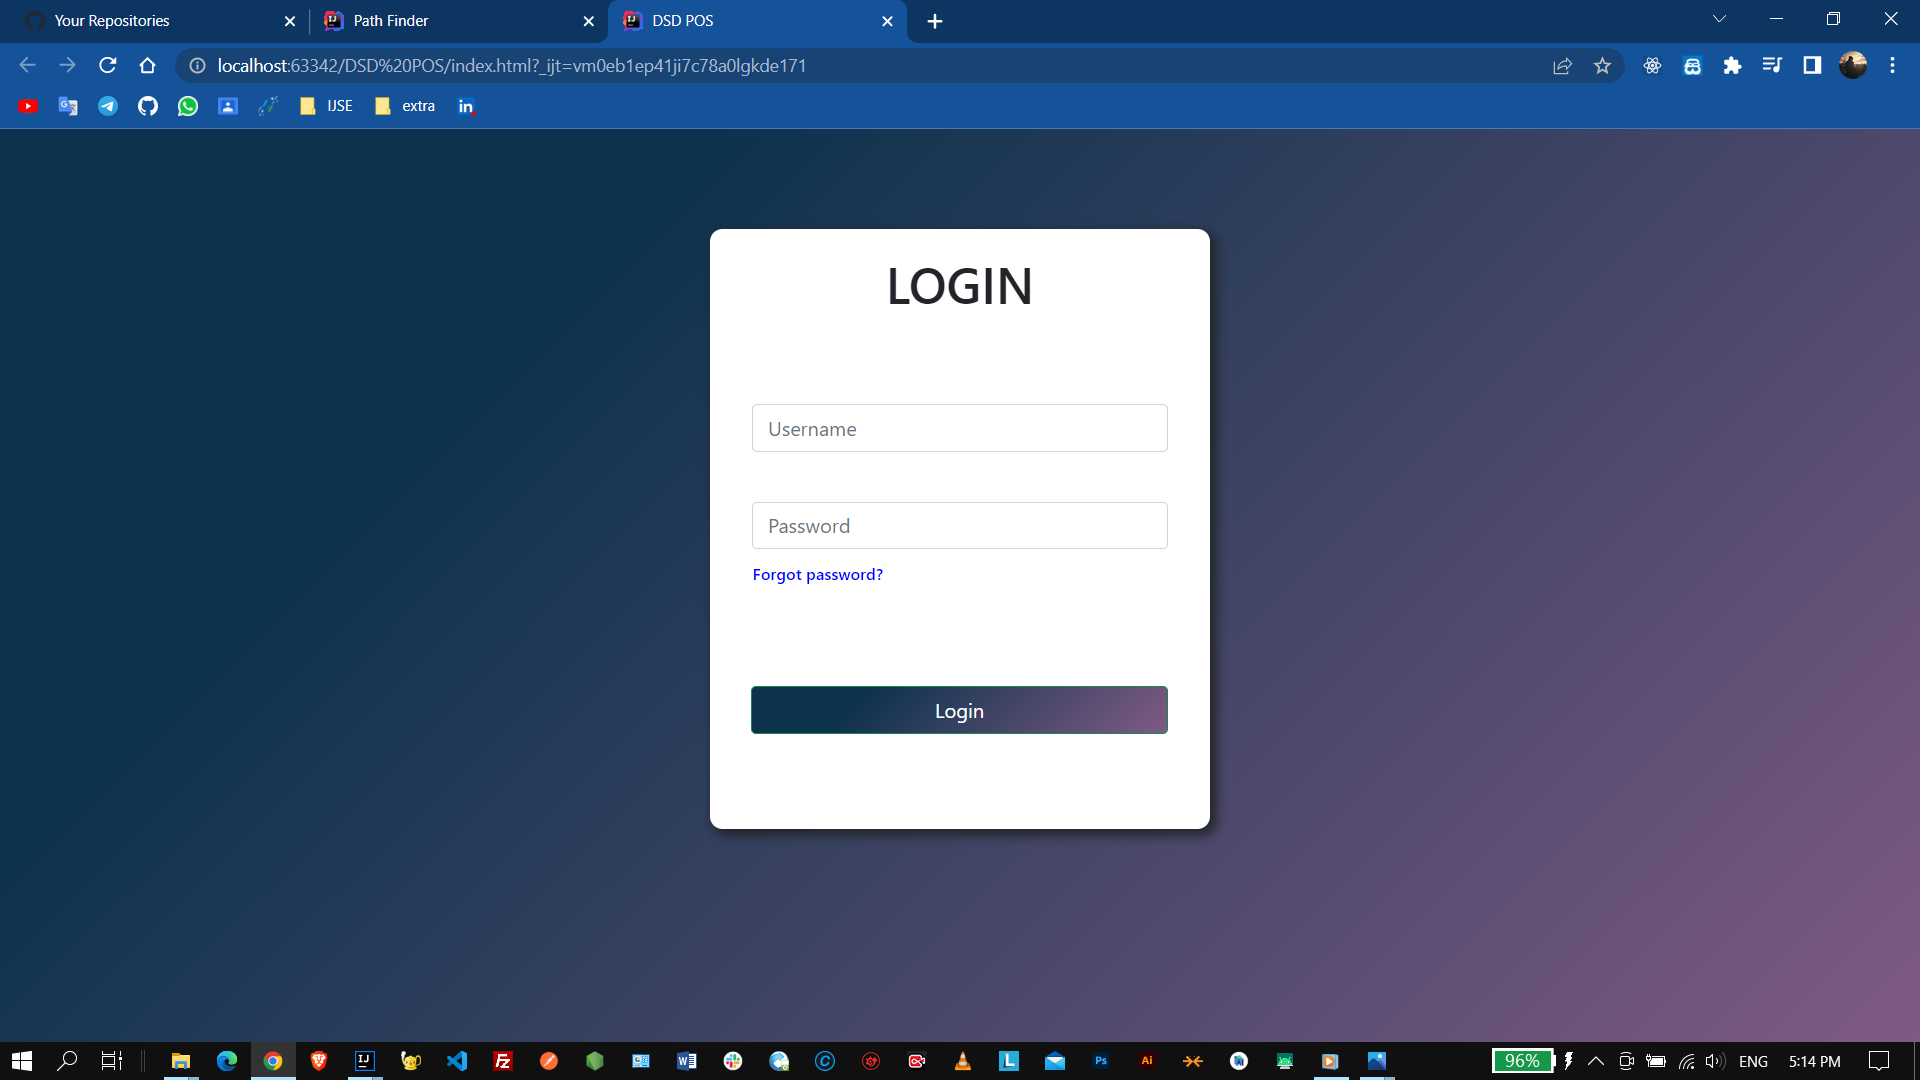 Your Repositories
Path Finder
DSD POS
localhost:63342/DSD%20POS/index.html?_ijt=vm0eb1ep41ji7c78a0lgkde171
IJSE
extra
in
LOGIN
Username
Password
Forgot password?
Login
96%
ENG
5:14 PM